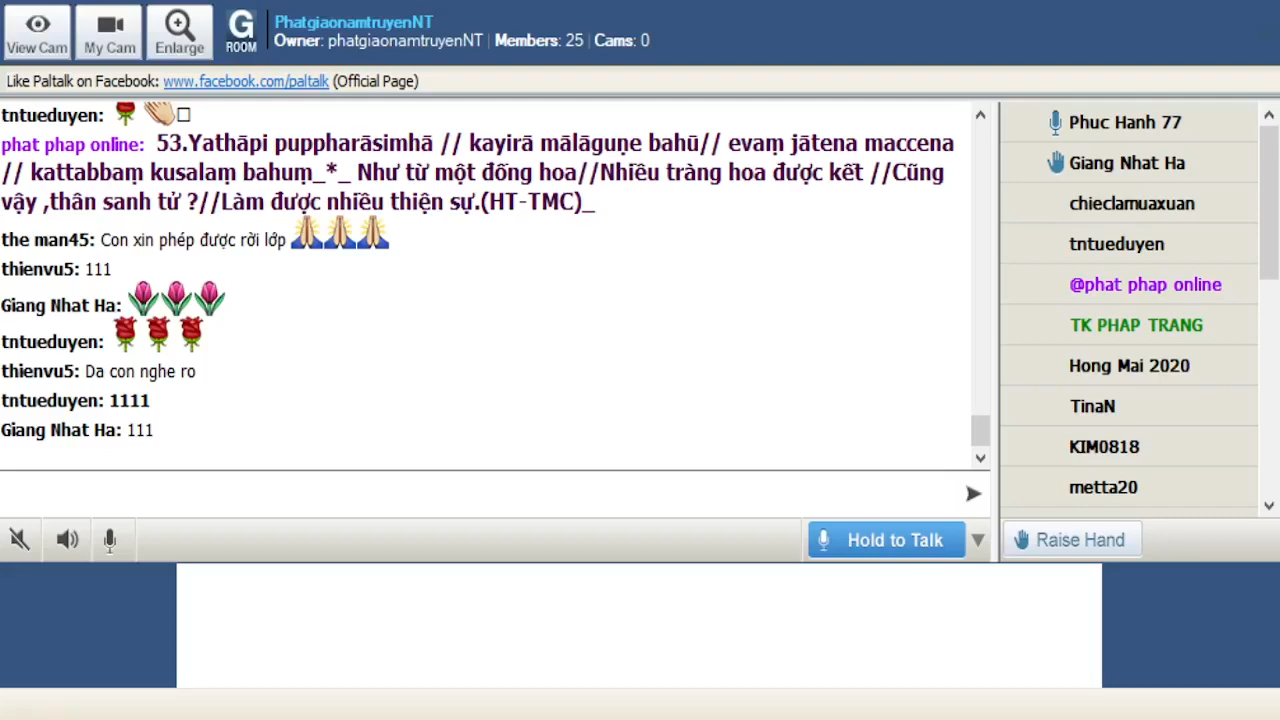 View Cam
My Cam
Enlarge
G
ROOM
PhatgiaonamtruyenNT
Owner: phatgiaonamtruyenNT | Members: 25 | Cams: 0
Like Paltalk on Facebook: www.facebook.com/paltalk (Official Page)
tntueduyen:
phat phap online: 53.Yathāpi puppharāsimhā // kayirā mālāguṇe bahū// evaṃ jātena maccena
// kattabbaṃ kusalaṃ bahuṃ_*_ Như từ một đống hoa//Nhiều tràng hoa được kết //Cũng
vậy ,thân sanh tử ?//Làm được nhiều thiện sự.(HT-TMC)_
the man45: Con xin phép được rời lớp
thienvu5: 111
Giang Nhat Ha:
tntueduyen:
thienvu5: Da con nghe ro
tntueduyen: 1111
Giang Nhat Ha: 111
Hold to Talk
Phuc Hanh 77
Giang Nhat Ha
chieclamuaxuan
tntueduyen
@phat phap online
TK PHAP TRANG
Hong Mai 2020
TinaN
KIM0818
metta20
Raise Hand